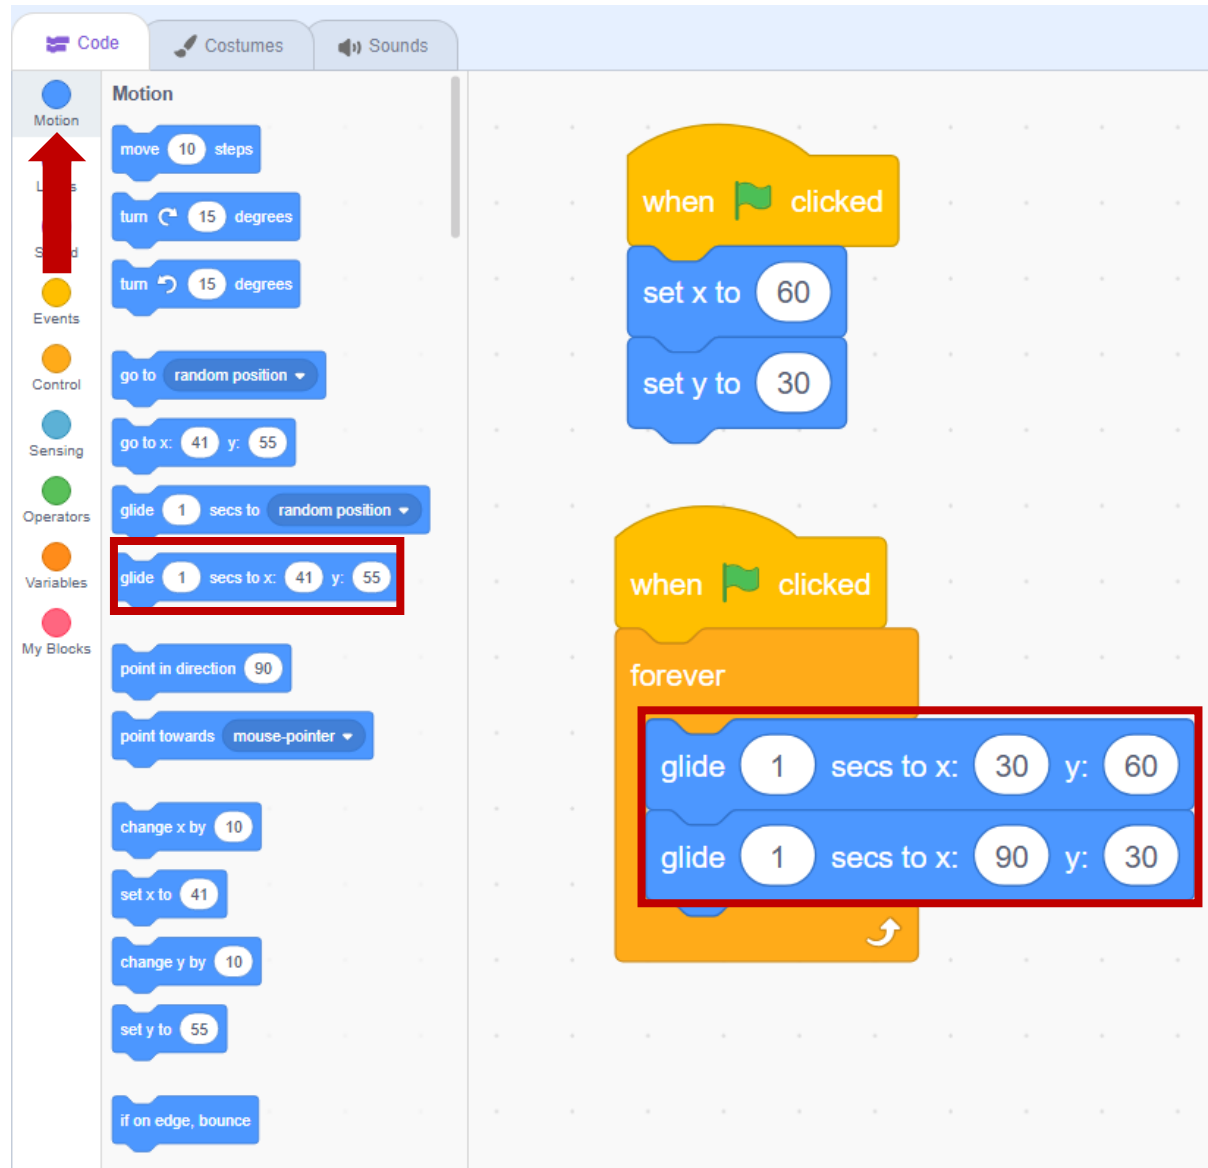 Code
Costumes
Sounds
Motion
Events
Control
Sensing
Operators
Variables
My Blocks
Motion
move 10 steps
turn 15 degrees
turn 15 degrees
go to random position
go to x: 41 y: 55
glide 1 secs to random position
glide 1 secs to x: 41 y: 55
point in direction 90
point towards mouse-pointer
change x by 10
set x to 41
change y by 10
set y to 55
if on edge, bounce
when clicked
set x to 60
set y to 30
when clicked
forever
glide 1 secs to x: 30 y: 60
glide 1 secs to x: 90 y: 30